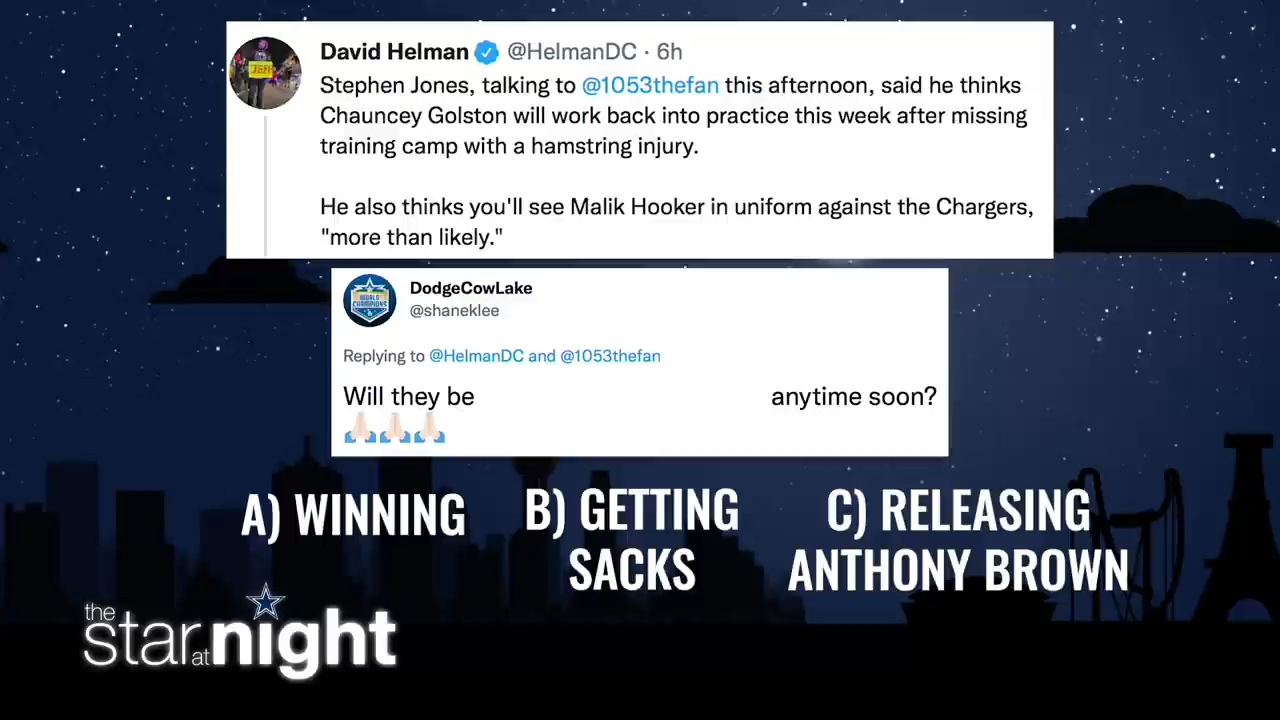 David Helman @HelmanDC · 6h
Stephen Jones, talking to @1053thefan this afternoon, said he thinks
Chauncey Golston will work back into practice this week after missing
training camp with a hamstring injury.
He also thinks you'll see Malik Hooker in uniform against the Chargers,
"more than likely."
DodgeCowLake
@shaneklee
Replying to @HelmanDC and @1053thefan
Will they be anytime soon?
A) WINNING
B) GETTING
SACKS
C) RELEASING
ANTHONY BROWN
the
star at night